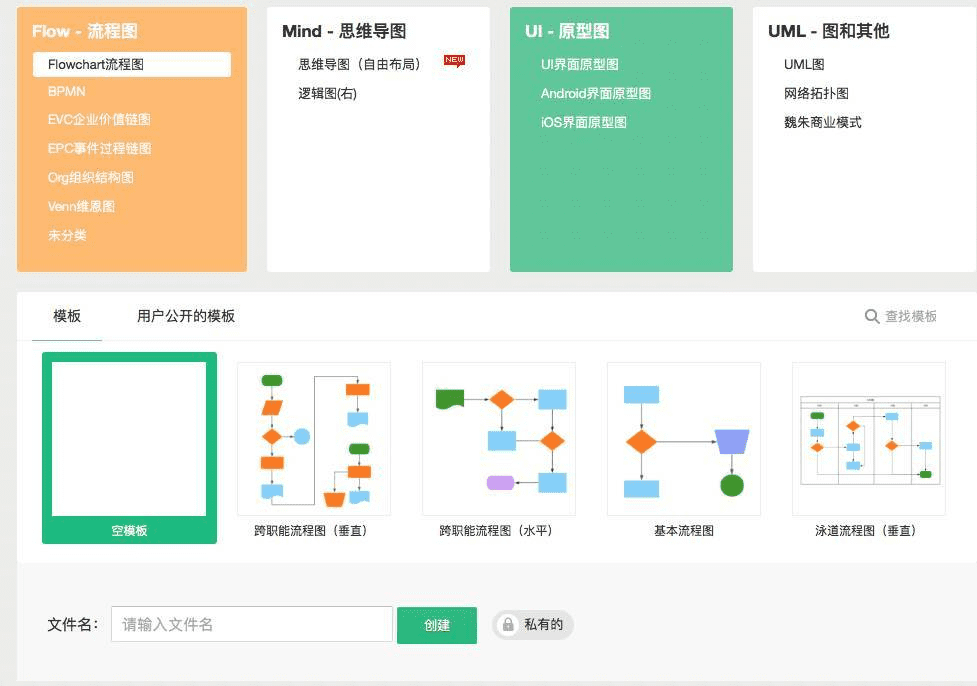 Flow - 流程图
Flowchart流程图
BPMN
EVC企业价值链图
EPC事件过程链图
Org组织结构图
Venn维恩图
未分类
Mind - 思维导图
思维导图（自由布局） NEW
逻辑图(右)
UI - 原型图
UI界面原型图
Android界面原型图
iOS界面原型图
UML - 图和其他
UML图
网络拓扑图
魏朱商业模式
模板 用户公开的模板 查找模板
空模板 跨职能流程图（垂直） 跨职能流程图（水平） 基本流程图 泳道流程图（垂直）
文件名： 请输入文件名 创建 私有的